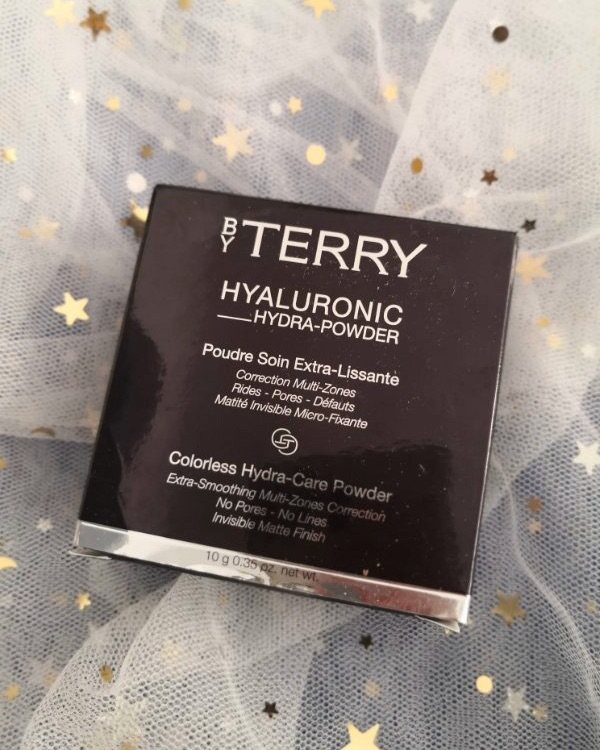 BY TERRY
HYALURONIC
HYDRA-POWDER
Poudre Soin Extra-Lissante
Correction Multi-Zones
Rides - Pores - Défauts
Matité Invisible Micro-Fixante
Colorless Hydra-Care Powder
Extra-Smoothing Multi-Zones Correction
No Pores - No Lines
Invisible Matte Finish
10 g 0.35 oz. net wt.